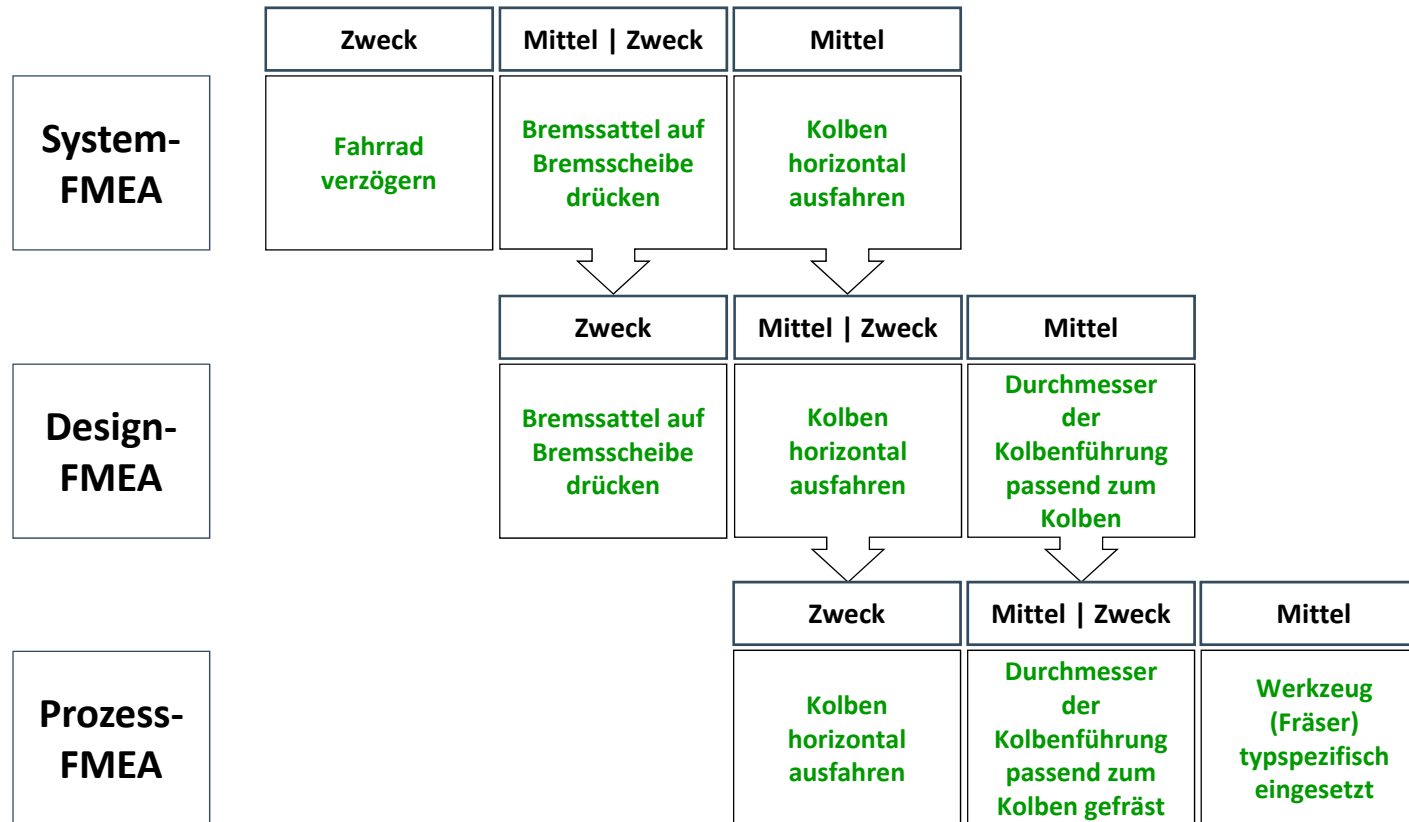 Zweck
Mittel | Zweck
Mittel
System-
FMEA
Fahrrad
verzögern
Bremssattel auf
Bremsscheibe
drücken
Kolben
horizontal
ausfahren
Zweck
Mittel | Zweck
Mittel
Design-
FMEA
Bremssattel auf
Bremsscheibe
drücken
Kolben
horizontal
ausfahren
Durchmesser
der
Kolbenführung
passend zum
Kolben
Zweck
Mittel | Zweck
Mittel
Prozess-
FMEA
Kolben
horizontal
ausfahren
Durchmesser
der
Kolbenführung
passend zum
Kolben gefräst
Werkzeug
(Fräser)
typspezifisch
eingesetzt